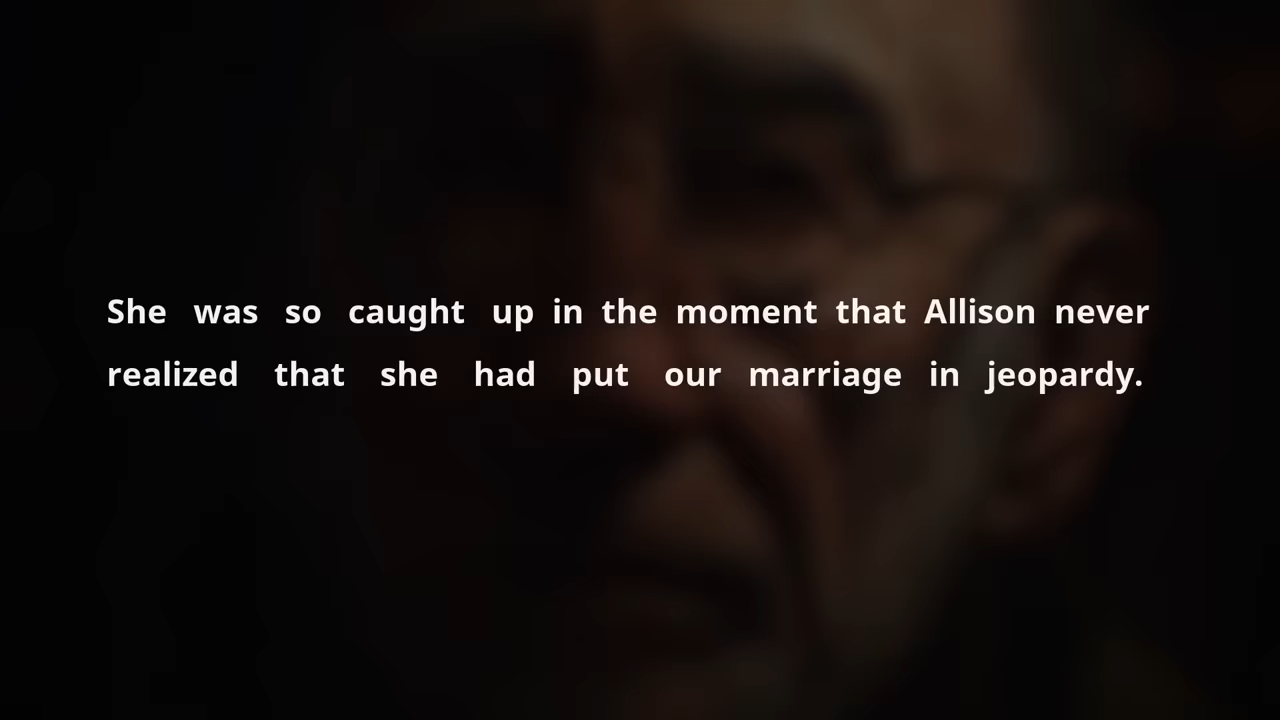 She was so caught up in the moment that Allison never
realized that she had put our marriage in jeopardy.